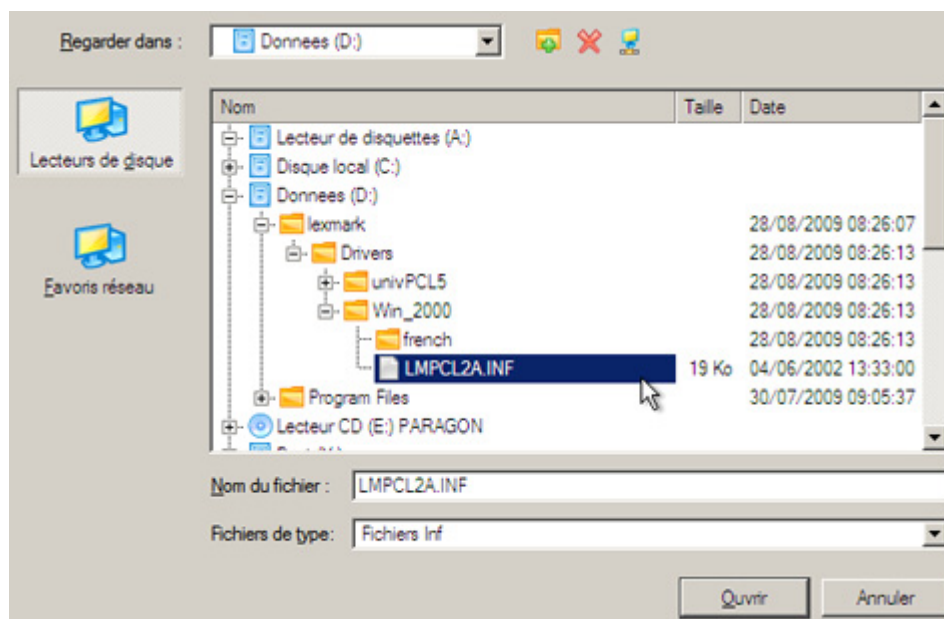 Regarder dans : Donnees (D:)
Nom Taille Date
Lecteurs de disque
Favoris réseau
Lecteur de disquettes (A:)
Disque local (C:)
Donnees (D:)
lexmark 28/08/2009 08:26:07
Drivers 28/08/2009 08:26:13
univPCL5 28/08/2009 08:26:13
Win_2000 28/08/2009 08:26:13
french 28/08/2009 08:26:13
LMPCL2A.INF 19 Ko 04/06/2002 13:33:00
Program Files 30/07/2009 09:05:37
Lecteur CD (E:) PARAGON
Nom du fichier : LMPCL2A.INF
Fichiers de type: Fichiers Inf
Ouvrir Annuler